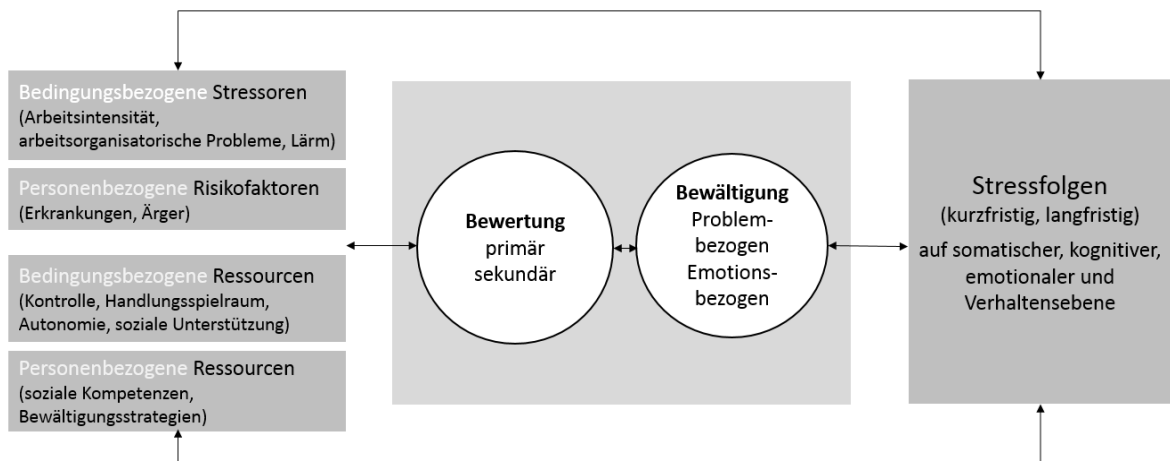 Bedingungsbezogene Stressoren
(Arbeitsintensität,
arbeitsorganisatorische Probleme, Lärm)
Personenbezogene Risikofaktoren
(Erkrankungen, Ärger)
Bedingungsbezogene Ressourcen
(Kontrolle, Handlungsspielraum,
Autonomie, soziale Unterstützung)
Personenbezogene Ressourcen
(soziale Kompetenzen,
Bewältigungsstrategien)
Bewertung
primär
sekundär
Bewältigung
Problem-
bezogen
Emotions-
bezogen
Stressfolgen
(kurzfristig, langfristig)
auf somatischer, kognitiver,
emotionaler und
Verhaltensebene